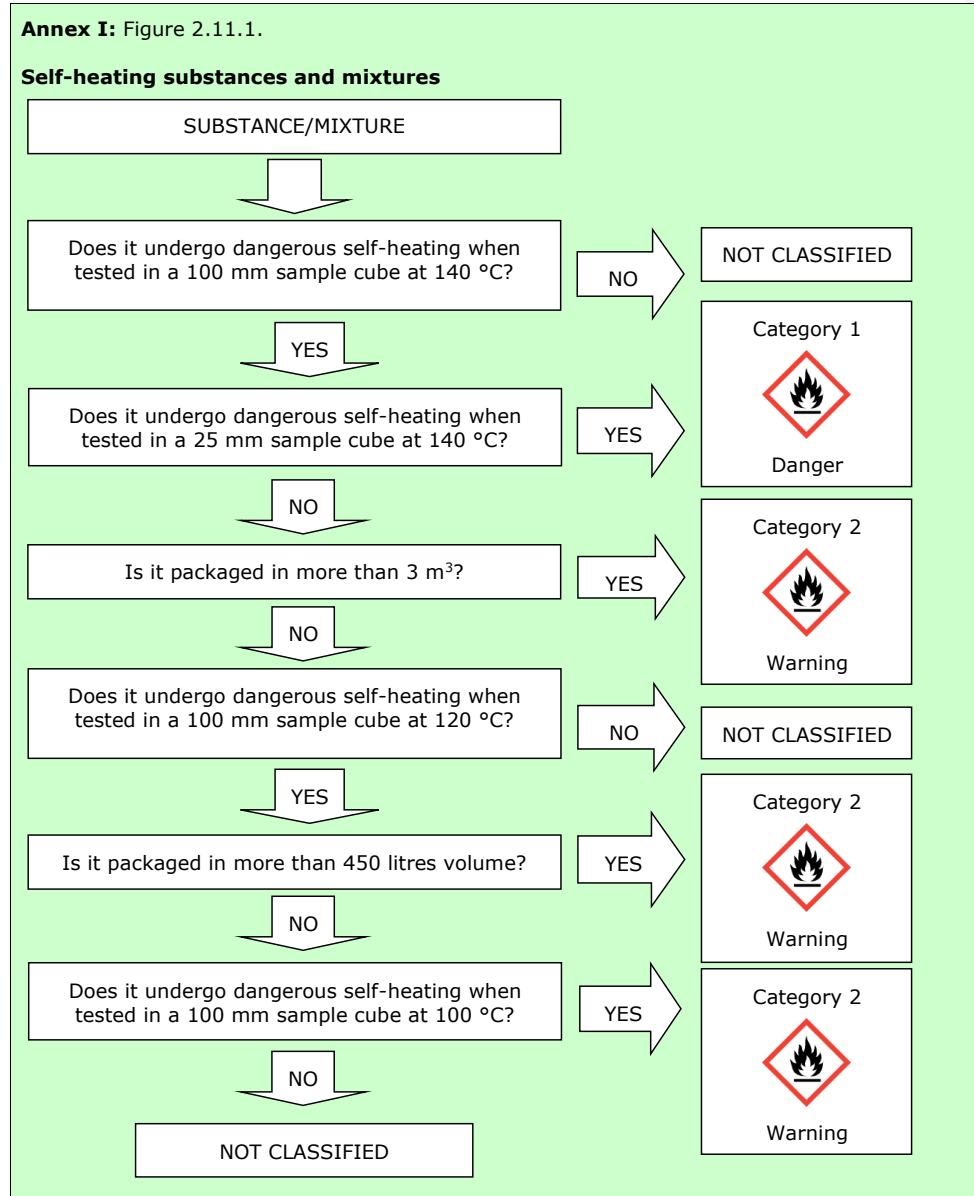 Annex I: Figure 2.11.1.
Self-heating substances and mixtures
SUBSTANCE/MIXTURE
Does it undergo dangerous self-heating when
tested in a 100 mm sample cube at 140 °C?
NO
NOT CLASSIFIED
YES
Category 1
Danger
Does it undergo dangerous self-heating when
tested in a 25 mm sample cube at 140 °C?
YES
NO
Category 2
Warning
Is it packaged in more than 3 m³?
YES
NO
Does it undergo dangerous self-heating when
tested in a 100 mm sample cube at 120 °C?
NO
NOT CLASSIFIED
YES
Category 2
Warning
Is it packaged in more than 450 litres volume?
YES
NO
Does it undergo dangerous self-heating when
tested in a 100 mm sample cube at 100 °C?
YES
Category 2
Warning
NO
NOT CLASSIFIED